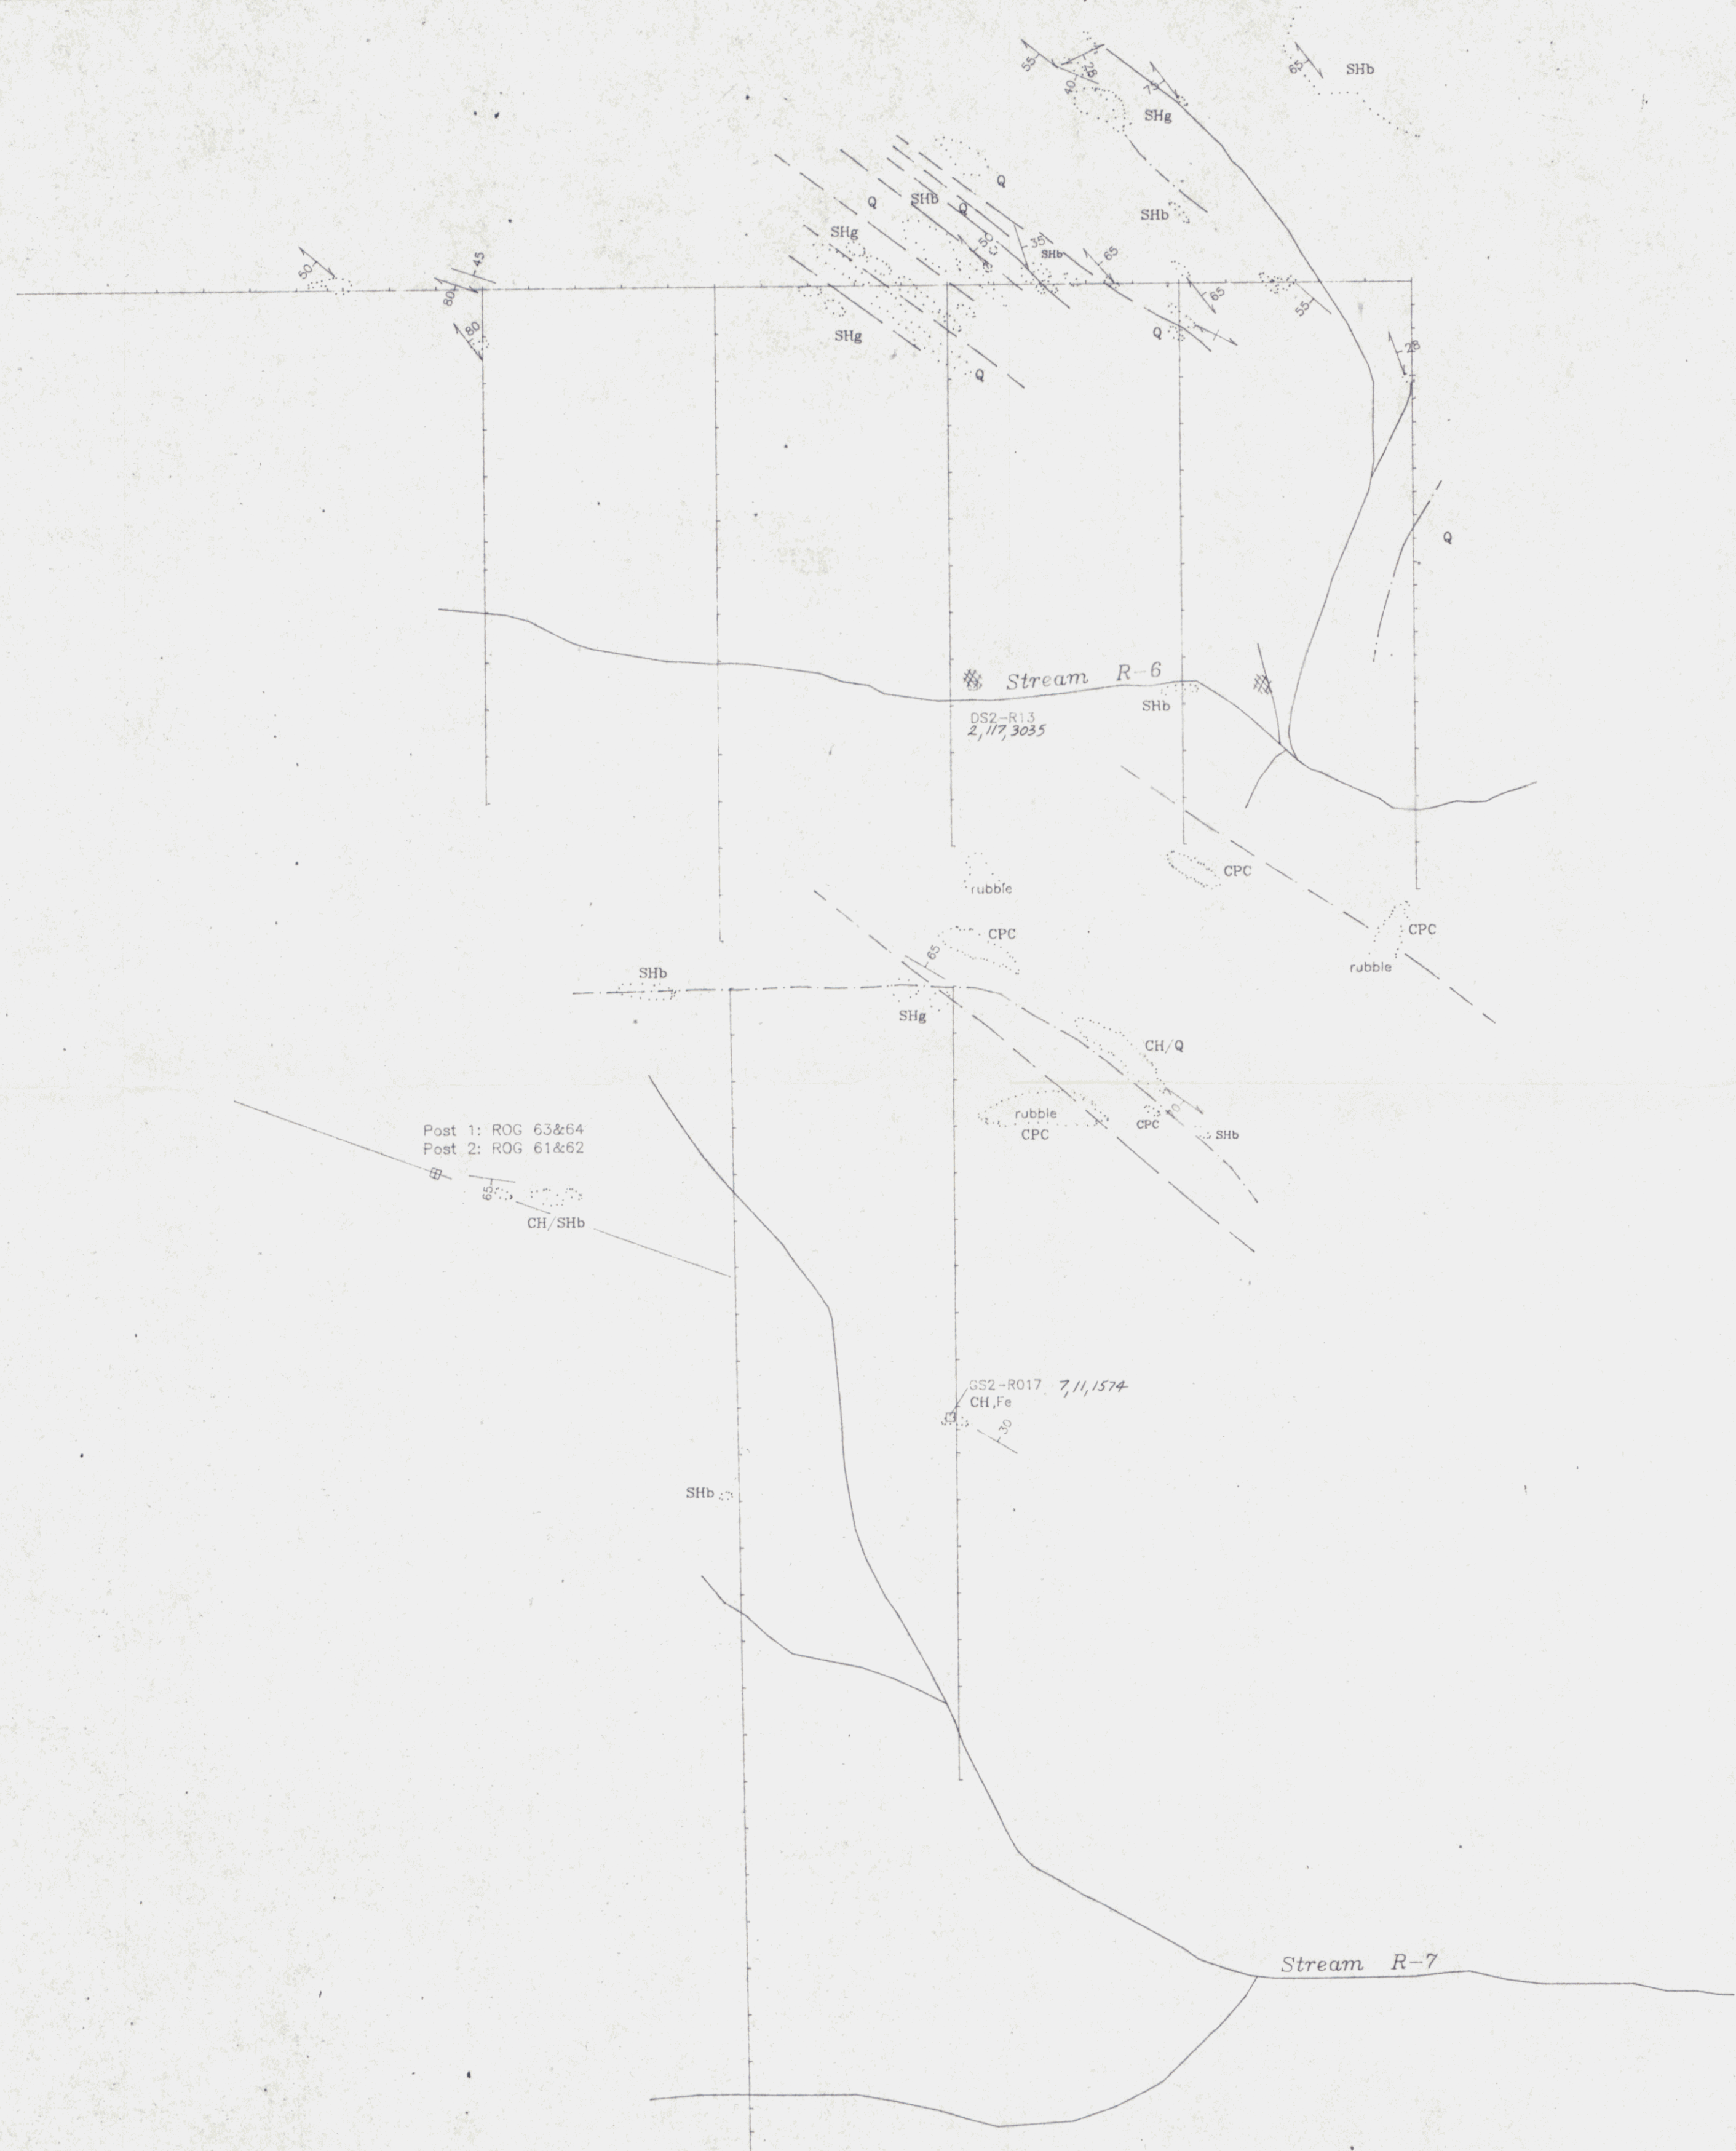 55
28
40
75
SHg
65
SHb
Q
Q
SHb
Q
SHb
SHg
50
35
SHb
65
50
80
45
80
65
55
SHg
Q
Q
28
Q
Stream R-6
SHb
DS2-R13
2,117,3035
rubble
CPC
CPC
rubble
65
CPC
SHb
SHg
CH/Q
rubble
CPC
CPC
SHb
Post 1: ROG 63&64
Post 2: ROG 61&62
65
CH/SHb
GS2-R017 7,11,1574
CH,Fe
30
SHb
Stream R-7